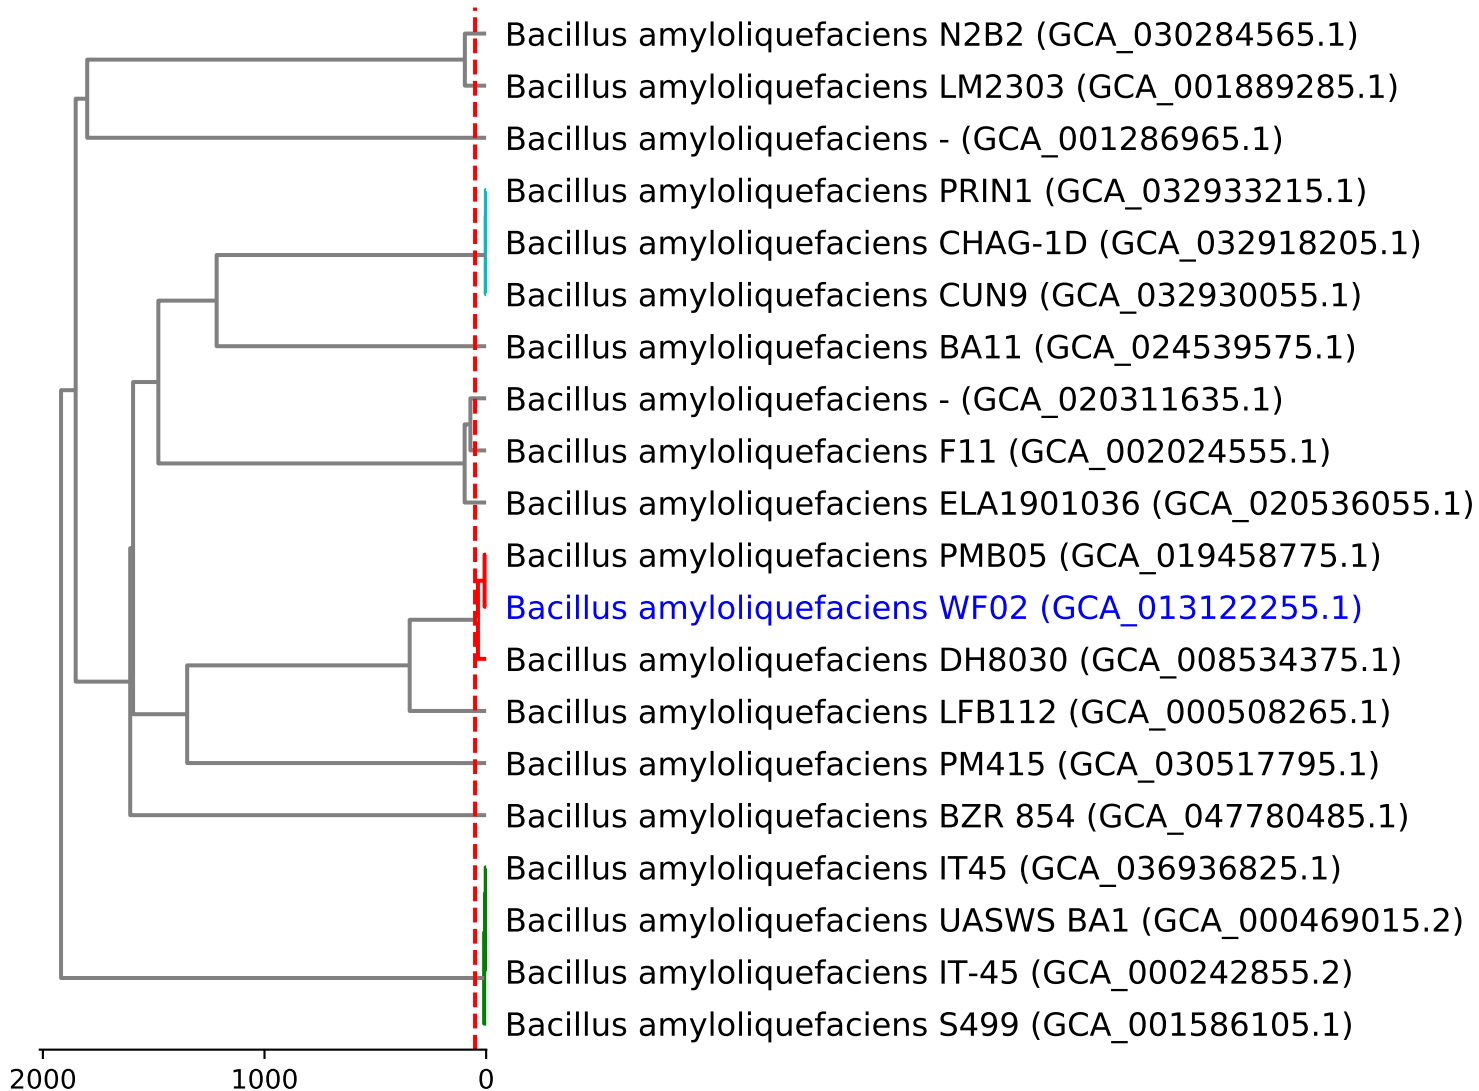 Bacillus amyloliquefaciens N2B2 (GCA_030284565.1)
Bacillus amyloliquefaciens LM2303 (GCA_001889285.1)
Bacillus amyloliquefaciens - (GCA_001286965.1)
Bacillus amyloliquefaciens PRIN1 (GCA_032933215.1)
Bacillus amyloliquefaciens CHAG-1D (GCA_032918205.1)
Bacillus amyloliquefaciens CUN9 (GCA_032930055.1)
Bacillus amyloliquefaciens BA11 (GCA_024539575.1)
Bacillus amyloliquefaciens - (GCA_020311635.1)
Bacillus amyloliquefaciens F11 (GCA_002024555.1)
Bacillus amyloliquefaciens ELA1901036 (GCA_020536055.1)
Bacillus amyloliquefaciens PMB05 (GCA_019458775.1)
Bacillus amyloliquefaciens WF02 (GCA_013122255.1)
Bacillus amyloliquefaciens DH8030 (GCA_008534375.1)
Bacillus amyloliquefaciens LFB112 (GCA_000508265.1)
Bacillus amyloliquefaciens PM415 (GCA_030517795.1)
Bacillus amyloliquefaciens BZR 854 (GCA_047780485.1)
Bacillus amyloliquefaciens IT45 (GCA_036936825.1)
Bacillus amyloliquefaciens UASWS BA1 (GCA_000469015.2)
Bacillus amyloliquefaciens IT-45 (GCA_000242855.2)
Bacillus amyloliquefaciens S499 (GCA_001586105.1)
2000 1000 0